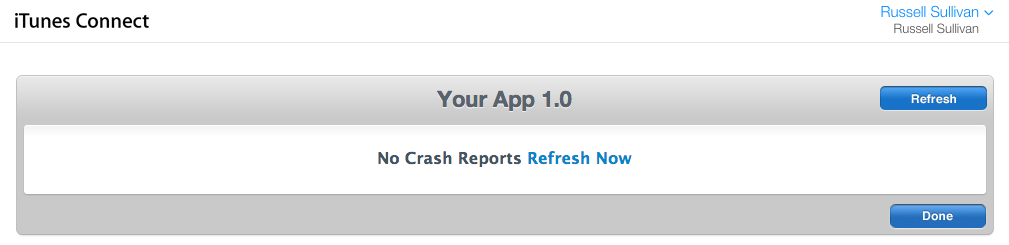 iTunes Connect
Russell Sullivan
Russell Sullivan
Your App 1.0
Refresh
No Crash Reports Refresh Now
Done